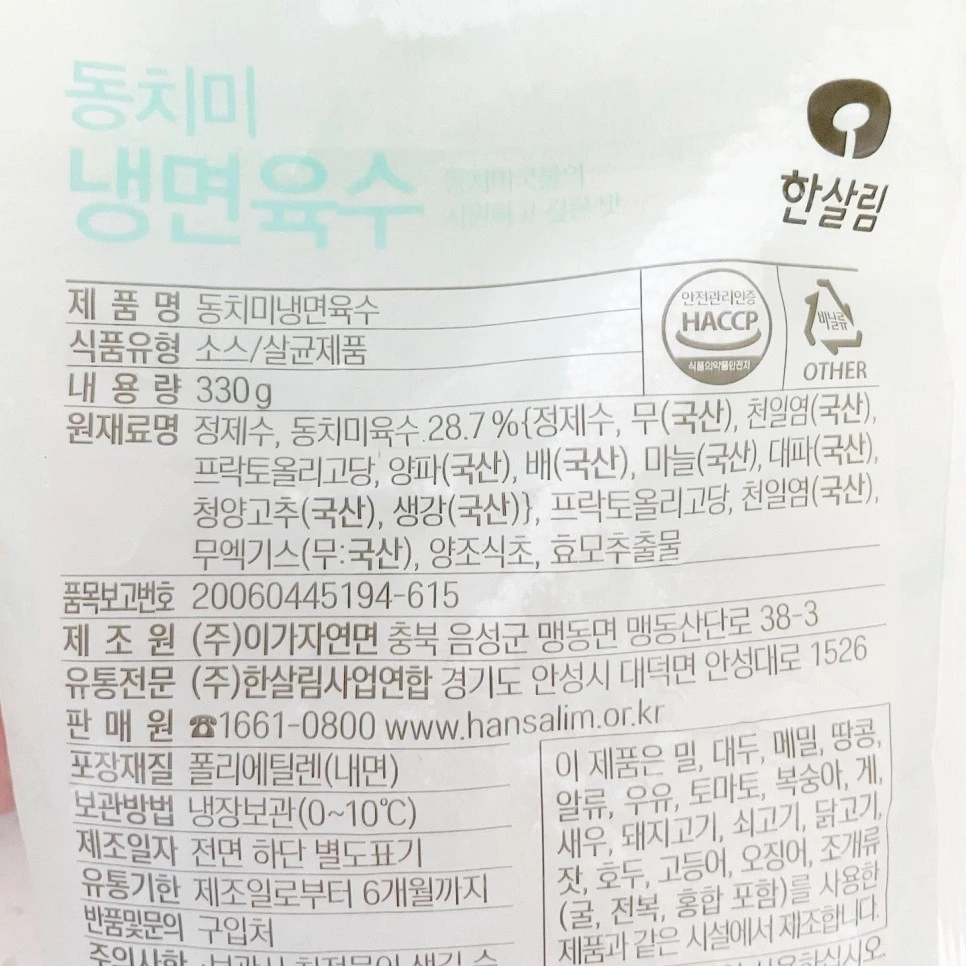 동치미
냉면육수
한살림
제 품 명 동치미냉면육수
식품유형 소스/살균제품
내 용 량 330g
안전관리인증
HACCP
식품의약품안전처
비닐류
OTHER
원재료명 정제수, 동치미육수 28.7%{정제수, 무(국산), 천일염(국산),
프락토올리고당, 양파(국산), 배(국산), 마늘(국산), 대파(국산),
청양고추(국산), 생강(국산)}, 프락토올리고당, 천일염(국산),
무엑기스(무:국산), 양조식초, 효모추출물
품목보고번호 20060445194-615
제 조 원 (주)이가자연면 충북 음성군 맹동면 맹동산단로 38-3
유통전문 (주)한살림사업연합 경기도 안성시 대덕면 안성대로 1526
판 매 원 ☎1661-0800 www.hansalim.or.kr
포장재질 폴리에틸렌(내면)
보관방법 냉장보관(0~10℃)
제조일자 전면 하단 별도표기
유통기한 제조일로부터 6개월까지
반품및문의 구입처
주의사항
이 제품은 밀, 대두, 메밀, 땅콩,
알류, 우유, 토마토, 복숭아, 게,
새우, 돼지고기, 쇠고기, 닭고기,
잣, 호두, 고등어, 오징어, 조개류
(굴, 전복, 홍합 포함)를 사용한
제품과 같은 시설에서 제조합니다.